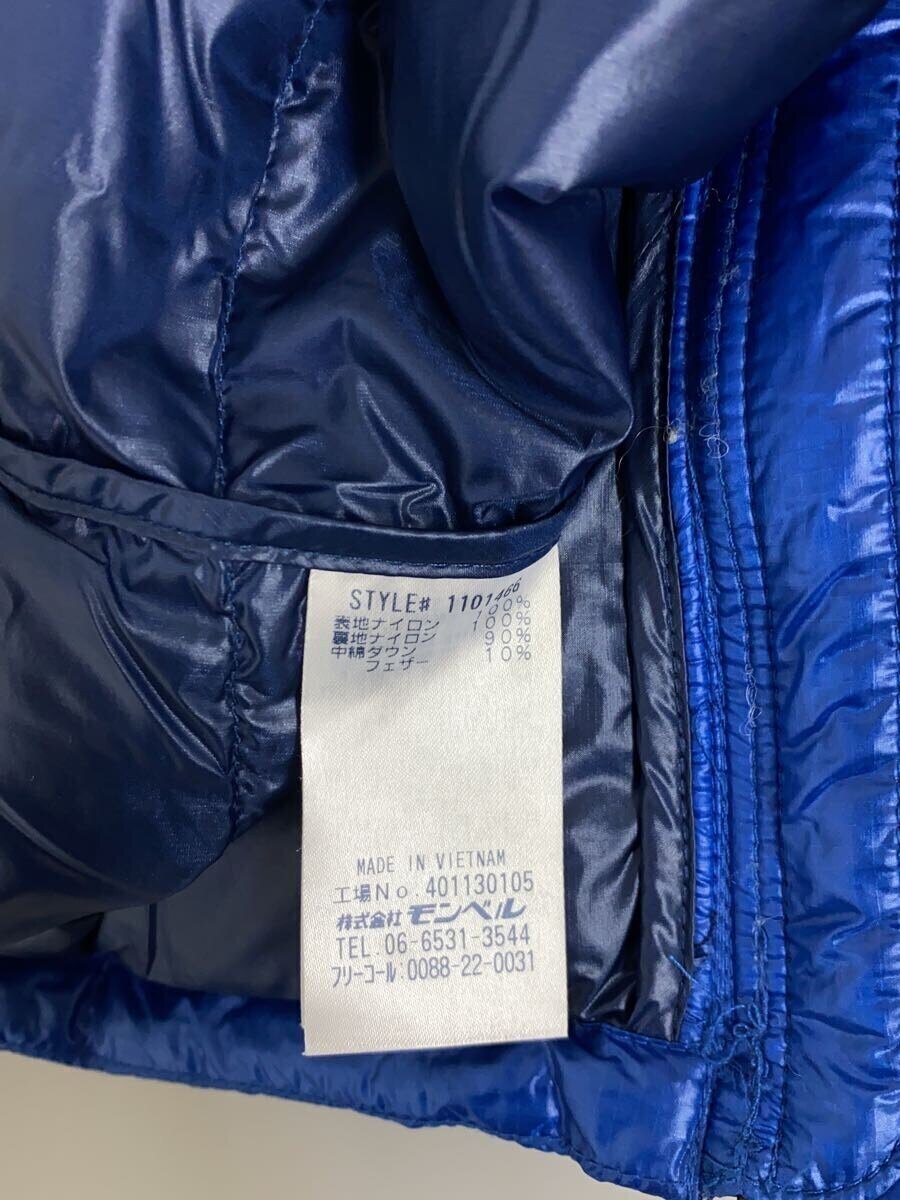 STYLE# 1101466
表地ナイロン 100%
裏地ナイロン 100%
中綿ダウン 90%
フェザー 10%
MADE IN VIETNAM
工場No. 401130105
株式会社 モンベル
TEL. 06-6531-3544
フリーコール:0088-22-0031